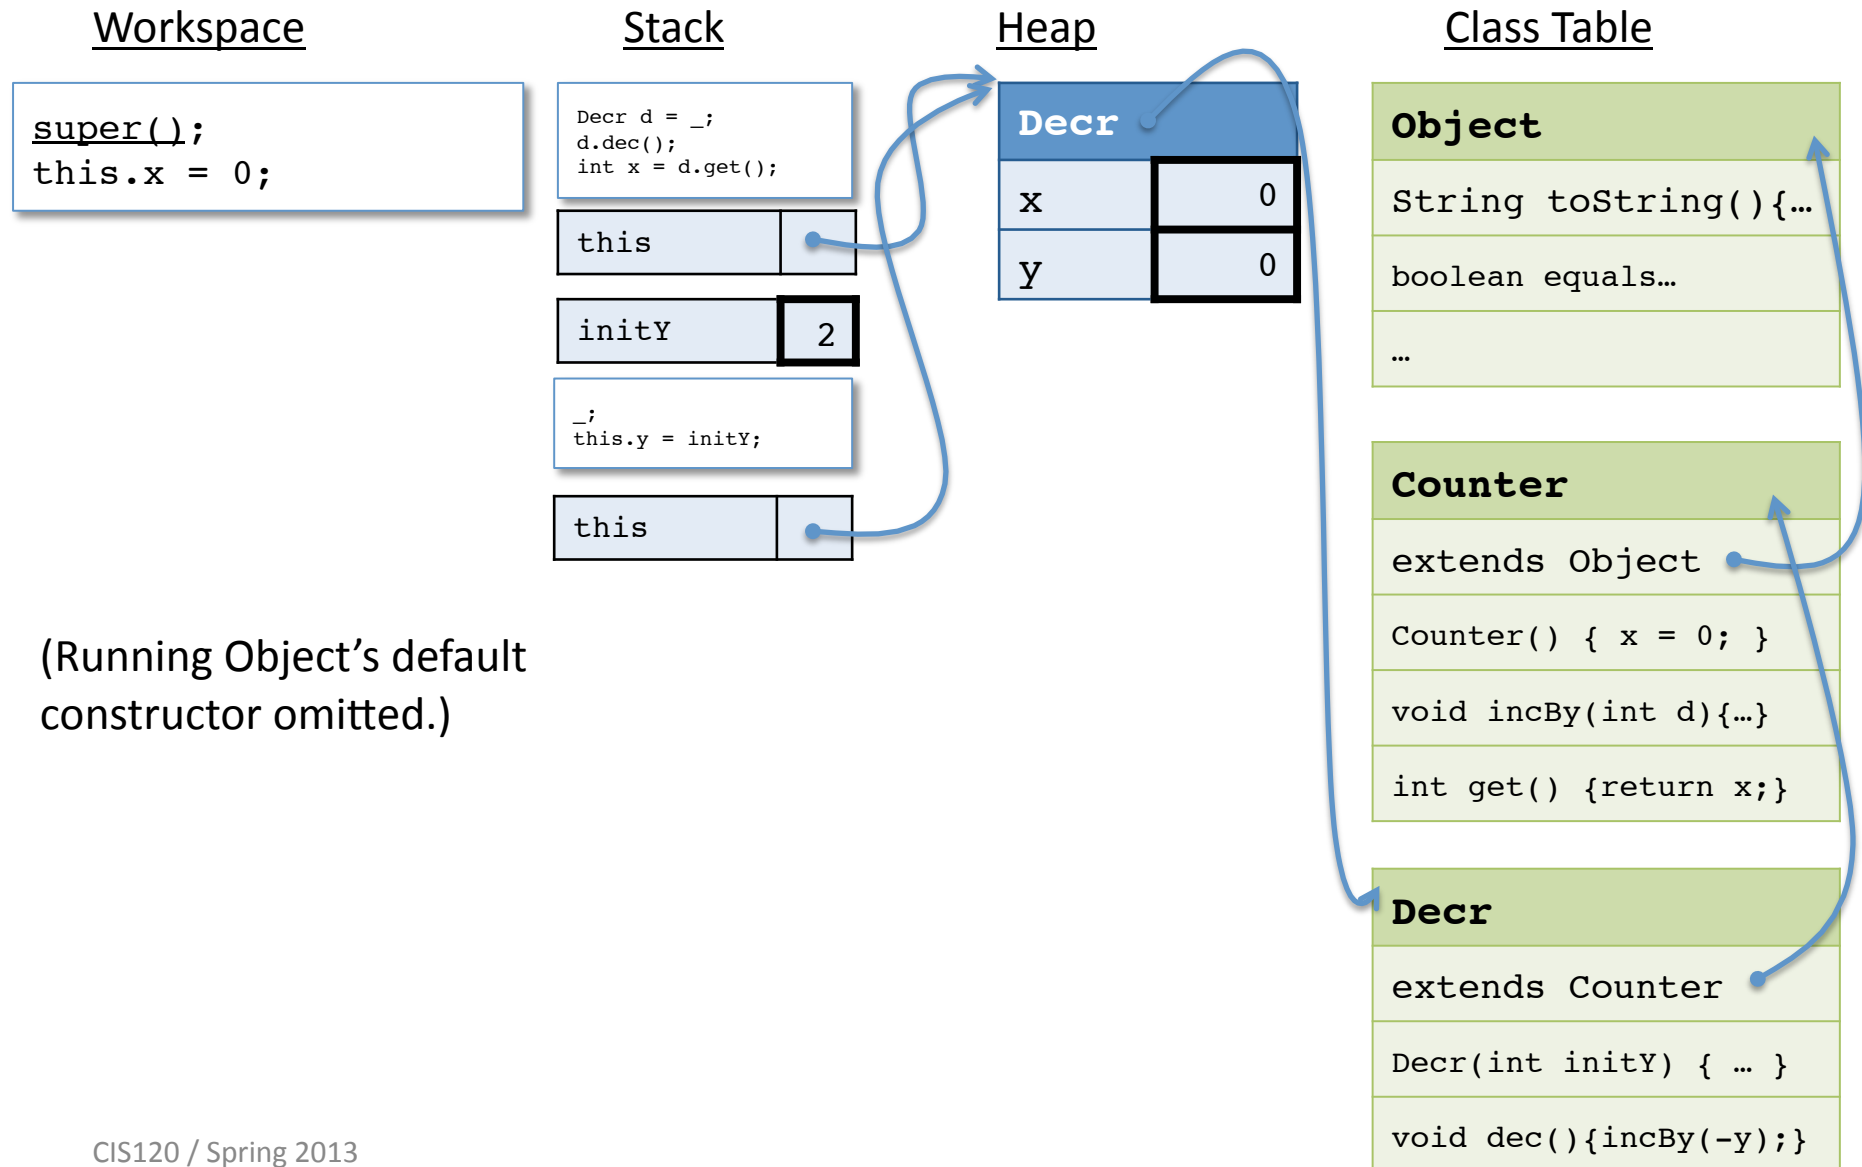 Workspace
super();
this.x = 0;
(Running Object’s default
constructor omitted.)
Stack
Decr d = _;
d.dec();
int x = d.get();
this
initY 2
_;
this.y = initY;
this
Heap
Decr
x 0
y 0
Class Table
Object
String toString(){…
boolean equals…
…
Counter
extends Object
Counter() { x = 0; }
void incBy(int d){…}
int get() {return x;}
Decr
extends Counter
Decr(int initY) { … }
void dec(){incBy(-y);}
CIS120 / Spring 2013